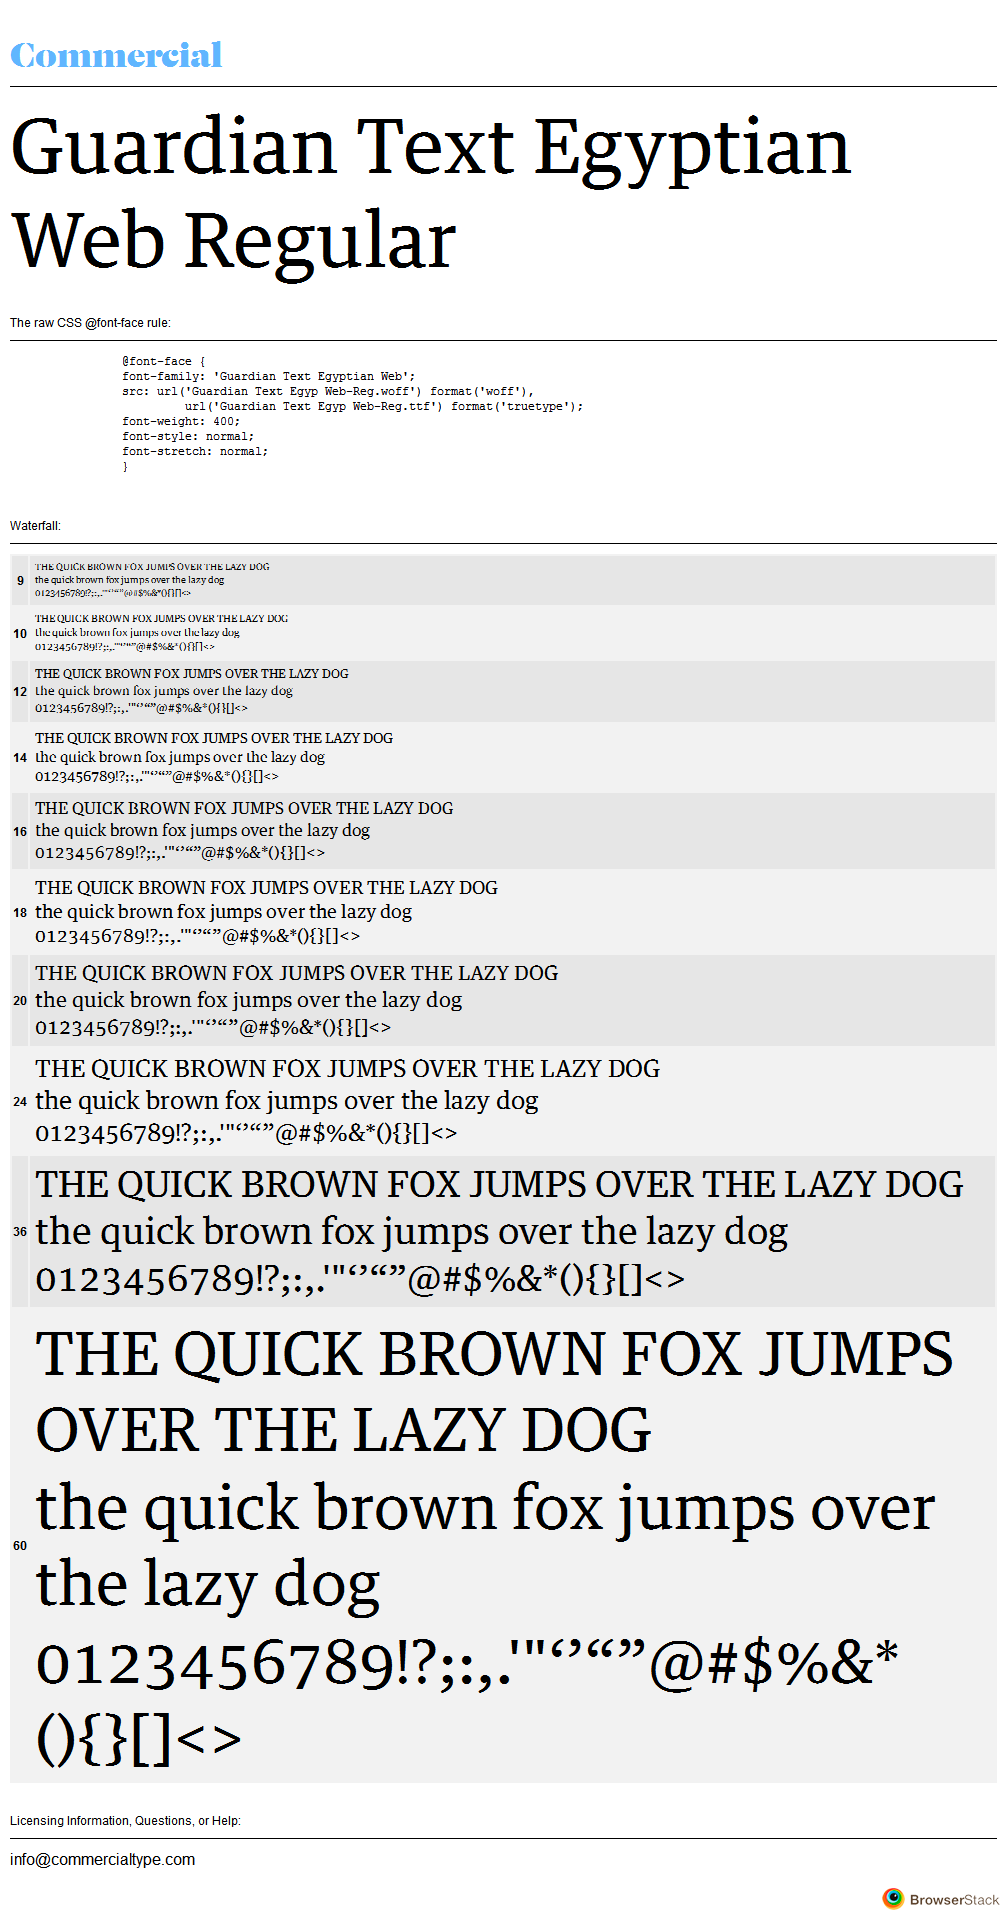 Commercial
Guardian Text Egyptian
Web Regular
The raw CSS @font-face rule:
@font-face {
font-family: 'Guardian Text Egyptian Web';
src: url('Guardian Text Egyp Web-Reg.woff') format('woff'),
url('Guardian Text Egyp Web-Reg.ttf') format('truetype');
font-weight: 400;
font-style: normal;
font-stretch: normal;
}
Waterfall:
THE QUICK BROWN FOX JUMPS OVER THE LAZY DOG
9 the quick brown fox jumps over the lazy dog
0123456789!?;:,.'"‘’“”@#$%&*(){}[]<>
THE QUICK BROWN FOX JUMPS OVER THE LAZY DOG
10 the quick brown fox jumps over the lazy dog
0123456789!?;:,.'"‘’“”@#$%&*(){}[]<>
THE QUICK BROWN FOX JUMPS OVER THE LAZY DOG
12 the quick brown fox jumps over the lazy dog
0123456789!?;:,.'"‘’“”@#$%&*(){}[]<>
THE QUICK BROWN FOX JUMPS OVER THE LAZY DOG
14 the quick brown fox jumps over the lazy dog
0123456789!?;:,.'"‘’“”@#$%&*(){}[]<>
THE QUICK BROWN FOX JUMPS OVER THE LAZY DOG
16 the quick brown fox jumps over the lazy dog
0123456789!?;:,.'"‘’“”@#$%&*(){}[]<>
THE QUICK BROWN FOX JUMPS OVER THE LAZY DOG
18 the quick brown fox jumps over the lazy dog
0123456789!?;:,.'"‘’“”@#$%&*(){}[]<>
THE QUICK BROWN FOX JUMPS OVER THE LAZY DOG
20 the quick brown fox jumps over the lazy dog
0123456789!?;:,.'"‘’“”@#$%&*(){}[]<>
THE QUICK BROWN FOX JUMPS OVER THE LAZY DOG
24 the quick brown fox jumps over the lazy dog
0123456789!?;:,.'"‘’“”@#$%&*(){}[]<>
THE QUICK BROWN FOX JUMPS OVER THE LAZY DOG
36 the quick brown fox jumps over the lazy dog
0123456789!?;:,.'"‘’“”@#$%&*(){}[]<>
THE QUICK BROWN FOX JUMPS
OVER THE LAZY DOG
the quick brown fox jumps over
60
the lazy dog
0123456789!?;:,.'"‘’“”@#$%&*
(){}[]<>
Licensing Information, Questions, or Help:
info@commercialtype.com
BrowserStack